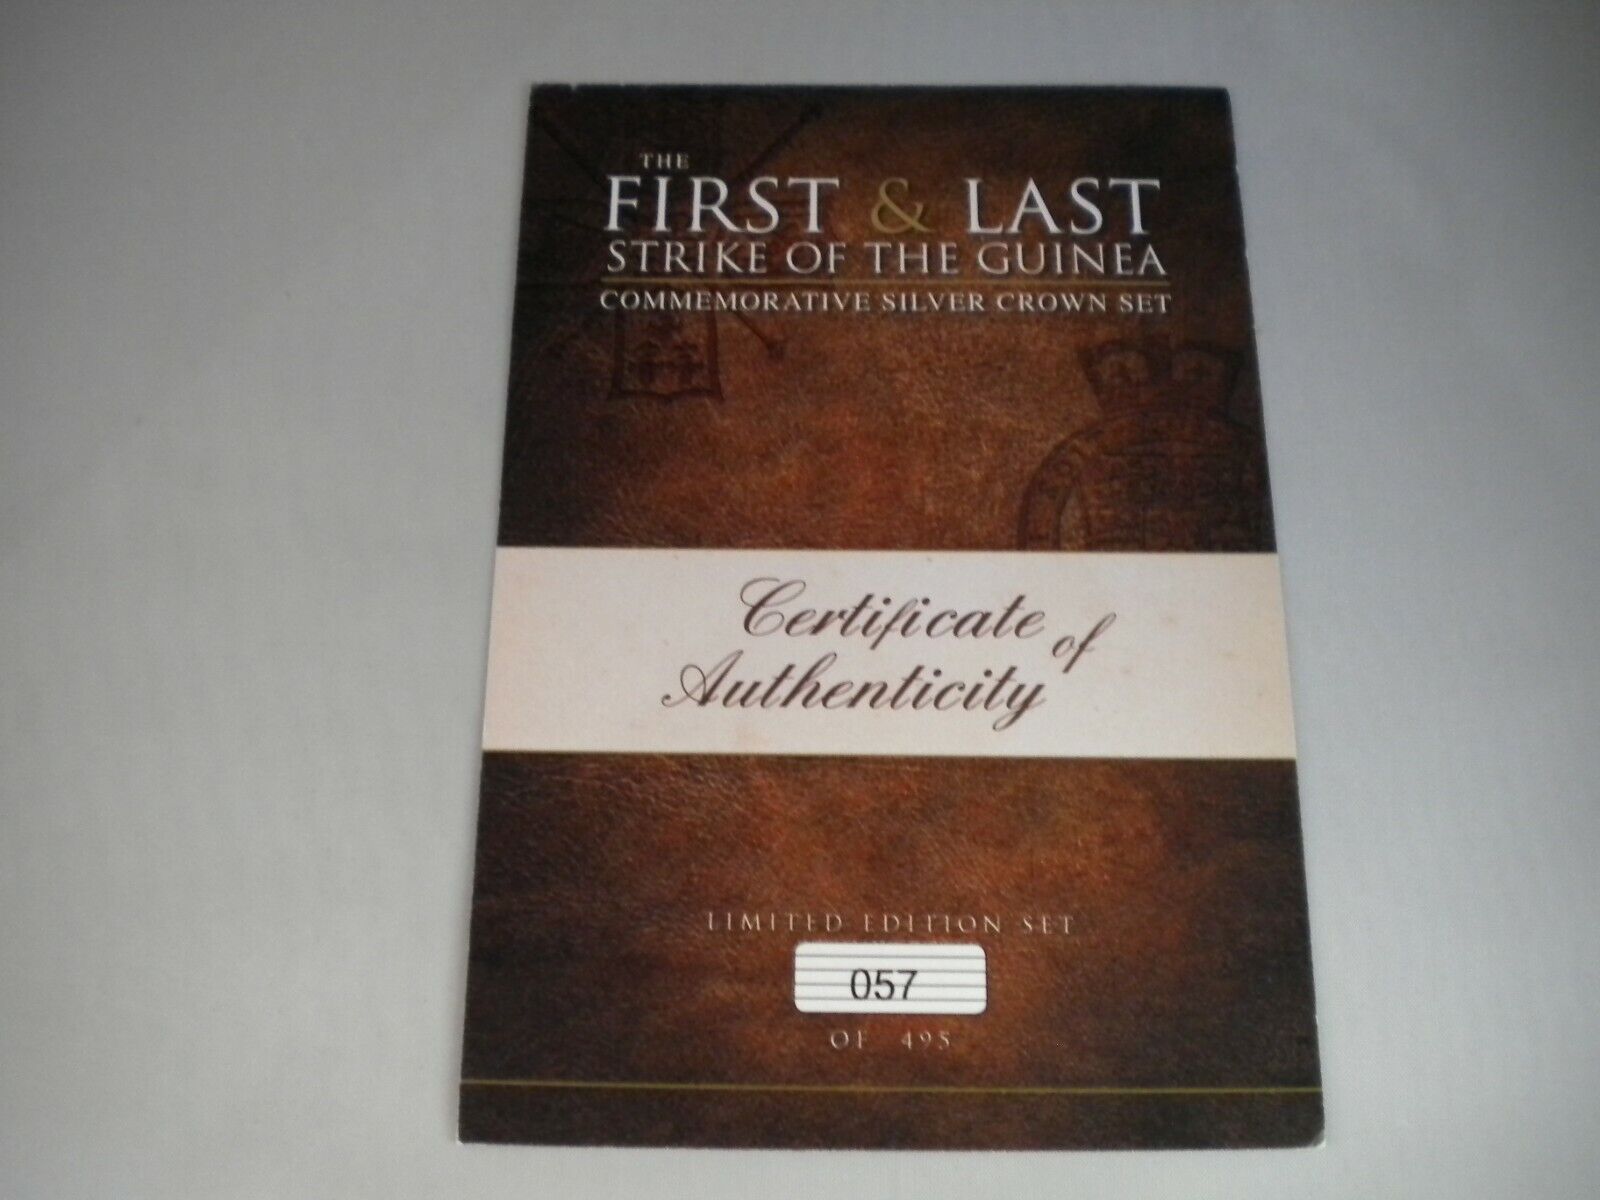 THE
FIRST & LAST
STRIKE OF THE GUINEA
COMMEMORATIVE SILVER CROWN SET
Certificate of
Authenticity
LIMITED EDITION SET
057
OF 495